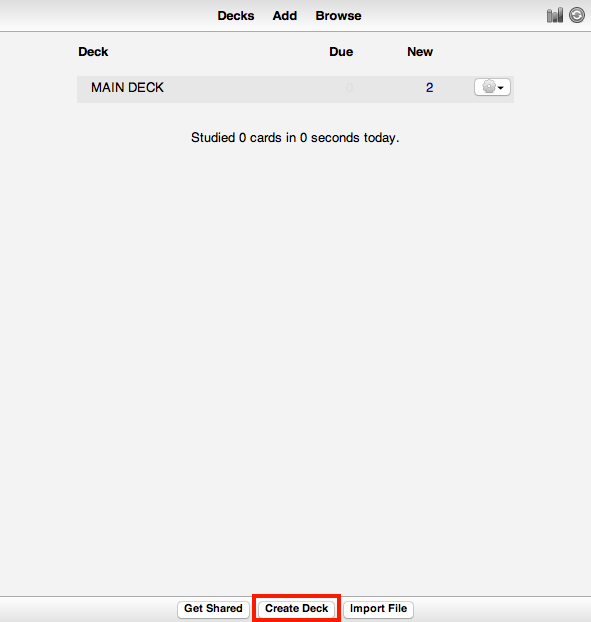 Decks Add Browse
Deck Due New
MAIN DECK 0 2
Studied 0 cards in 0 seconds today.
Get Shared Create Deck Import File